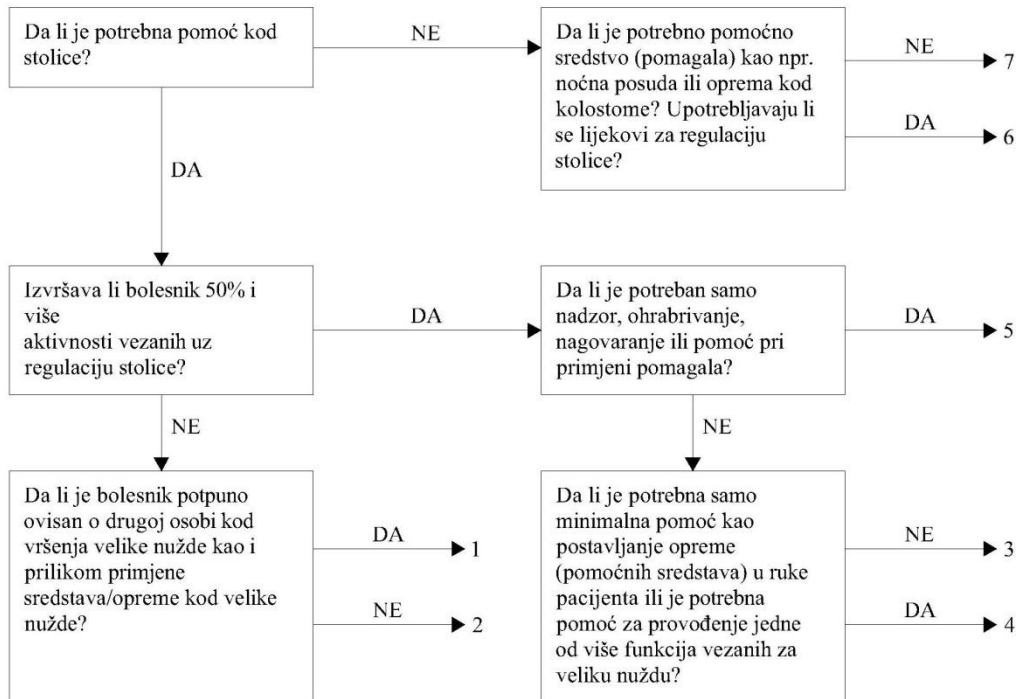 Da li je potrebna pomoć kod
stolice?
NE
Da li je potrebno pomoćno
sredstvo (pomagala) kao npr.
noćna posuda ili oprema kod
kolostome? Upotrebljavaju li
se lijekovi za regulaciju
stolice?
NE
7
DA
6
DA
Izvršava li bolesnik 50% i
više
aktivnosti vezanih uz
regulaciju stolice?
DA
Da li je potreban samo
nadzor, ohrabrivanje,
nagovaranje ili pomoć pri
primjeni pomagala?
DA
5
NE
NE
Da li je bolesnik potpuno
ovisan o drugoj osobi kod
vršenja velike nužde kao i
prilikom primjene
sredstava/opreme kod velike
nužde?
DA
1
NE
2
Da li je potrebna samo
minimalna pomoć kao
postavljanje opreme
(pomoćnih sredstava) u ruke
pacijenta ili je potrebna
pomoć za provođenje jedne
od više funkcija vezanih za
veliku nuždu?
NE
3
DA
4